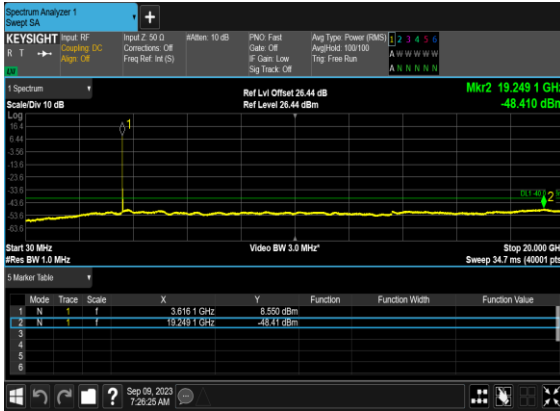 Spectrum Analyzer 1
Swept SA
+
KEYSIGHT
R T
LV
Input: RF
Coupling: DC
Align: Off
Input Z: 50 Ω
Corrections: Off
Freq Ref: Int (S)
#Atten: 10 dB
PNO: Fast
Gate: Off
IF Gain: Low
Sig Track: Off
Avg Type: Power (RMS)
Avg|Hold: 100/100
Trig: Free Run
1 2 3 4 5 6
A W W W W W
A N N N N N
1 Spectrum
Scale/Div 10 dB
Ref Lvl Offset 26.44 dB
Ref Level 26.44 dBm
Mkr2 19.249 1 GHz
-48.410 dBm
Log
16.4
6.44
-3.56
-13.6
-23.6
-33.6
-43.6
-53.6
-63.6
1
2
Start 30 MHz
#Res BW 1.0 MHz
Video BW 3.0 MHz*
Stop 20.000 GHz
Sweep 34.7 ms (40001 pts)
5 Marker Table
Mode Trace Scale X Y Function Function Width Function Value
1 N 1 f 3.616 1 GHz 8.550 dBm
2 N 1 f 19.249 1 GHz -48.41 dBm
3
4
5
6
?
Sep 09, 2023
7:26:25 AM